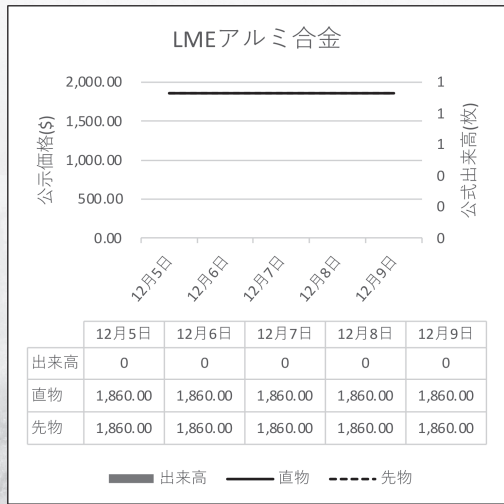 LMEアルミ合金
公示価格($)
2,000.00
1,500.00
1,000.00
500.00
0.00
1
1
1
0
0
0
公式出来高(枚)
12月5日
12月6日
12月7日
12月8日
12月9日
12月5日 12月6日 12月7日 12月8日 12月9日
出来高 0 0 0 0 0
直物 1,860.00 1,860.00 1,860.00 1,860.00 1,860.00
先物 1,860.00 1,860.00 1,860.00 1,860.00 1,860.00
出来高 直物 先物